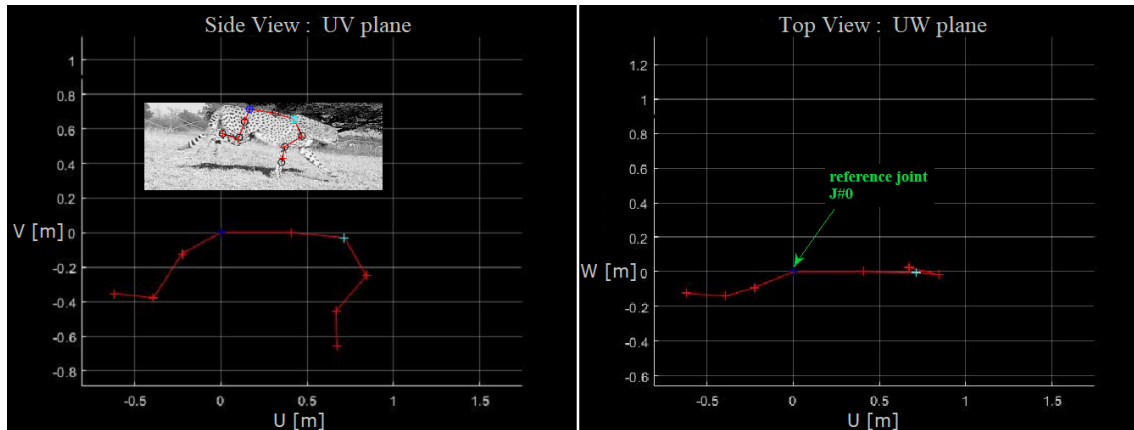 Side View : UV plane
1
0.8
0.6
0.4
0.2
V [m] 0
-0.2
-0.4
-0.6
-0.8
-0.5 0 0.5 1 1.5
U [m]
Top View : UW plane
1.2
1
0.8
0.6
0.4
0.2
W [m] 0
-0.2
-0.4
-0.6
-0.5 0 0.5 1 1.5
U [m]
reference joint
J#0